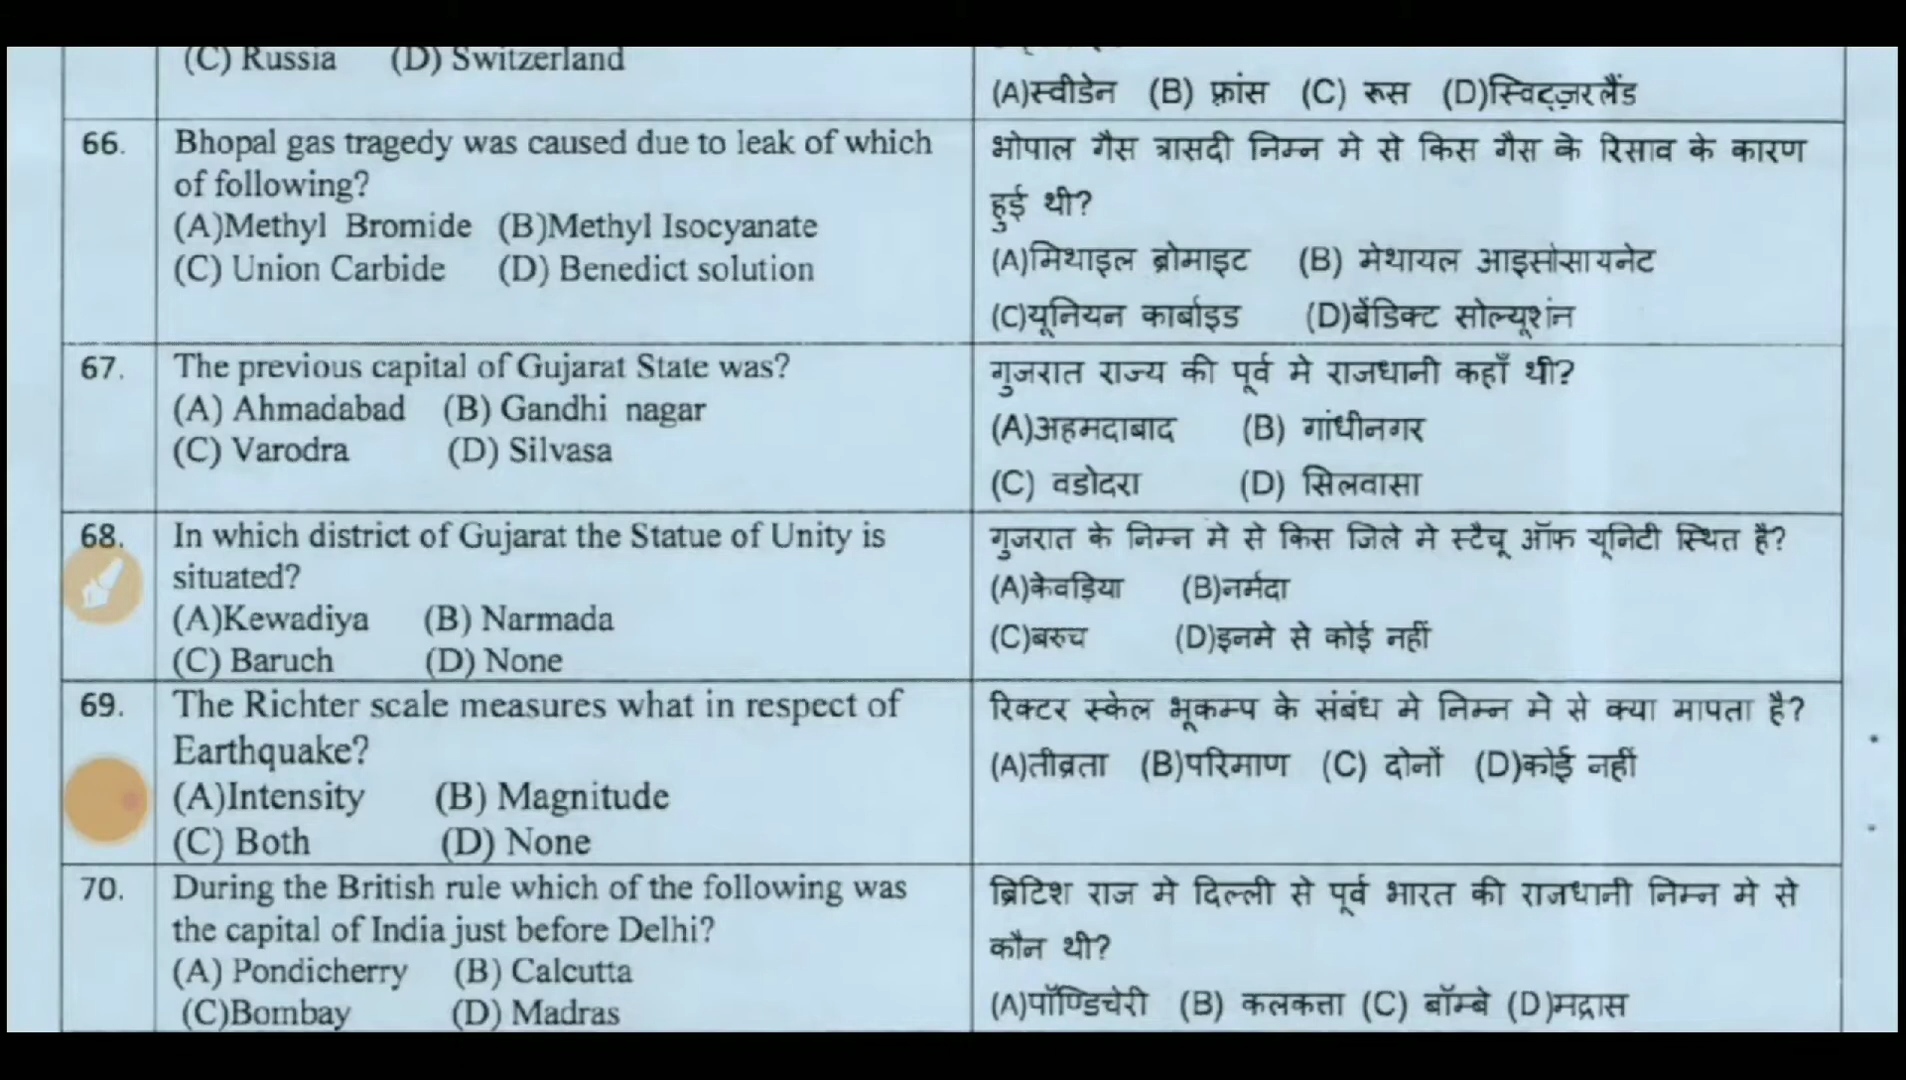 (C) Russia (D) Switzerland
(A)स्वीडेन (B) फ़्रांस (C) रूस (D)स्विट्ज़रलैंड
66.
Bhopal gas tragedy was caused due to leak of which
of following?
(A)Methyl Bromide (B)Methyl Isocyanate
(C) Union Carbide (D) Benedict solution
भोपाल गैस त्रासदी निम्न मे से किस गैस के रिसाव के कारण
हुई थी?
(A)मिथाइल ब्रोमाइट (B) मेथायल आइसोसायनेट
(C)यूनियन कार्बाइड (D)बेंडिक्ट सोल्यूशंन
67.
The previous capital of Gujarat State was?
(A) Ahmadabad (B) Gandhi nagar
(C) Varodra (D) Silvasa
गुजरात राज्य की पूर्व मे राजधानी कहाँ थी?
(A)अहमदाबाद (B) गांधीनगर
(C) वडोदरा (D) सिलवासा
68.
In which district of Gujarat the Statue of Unity is
situated?
(A)Kewadiya (B) Narmada
(C) Baruch (D) None
गुजरात के निम्न मे से किस जिले मे स्टैचू ऑफ यूनिटी स्थित है?
(A)केवड़िया (B)नर्मदा
(C)बरुच (D)इनमे से कोई नहीं
69.
The Richter scale measures what in respect of
Earthquake?
(A)Intensity (B) Magnitude
(C) Both (D) None
रिक्टर स्केल भूकम्प के संबंध मे निम्न मे से क्या मापता है?
(A)तीव्रता (B)परिमाण (C) दोनों (D)कोई नहीं
70.
During the British rule which of the following was
the capital of India just before Delhi?
(A) Pondicherry (B) Calcutta
(C)Bombay (D) Madras
ब्रिटिश राज मे दिल्ली से पूर्व भारत की राजधानी निम्न मे से
कौन थी?
(A)पॉण्डिचेरी (B) कलकत्ता (C) बॉम्बे (D)मद्रास